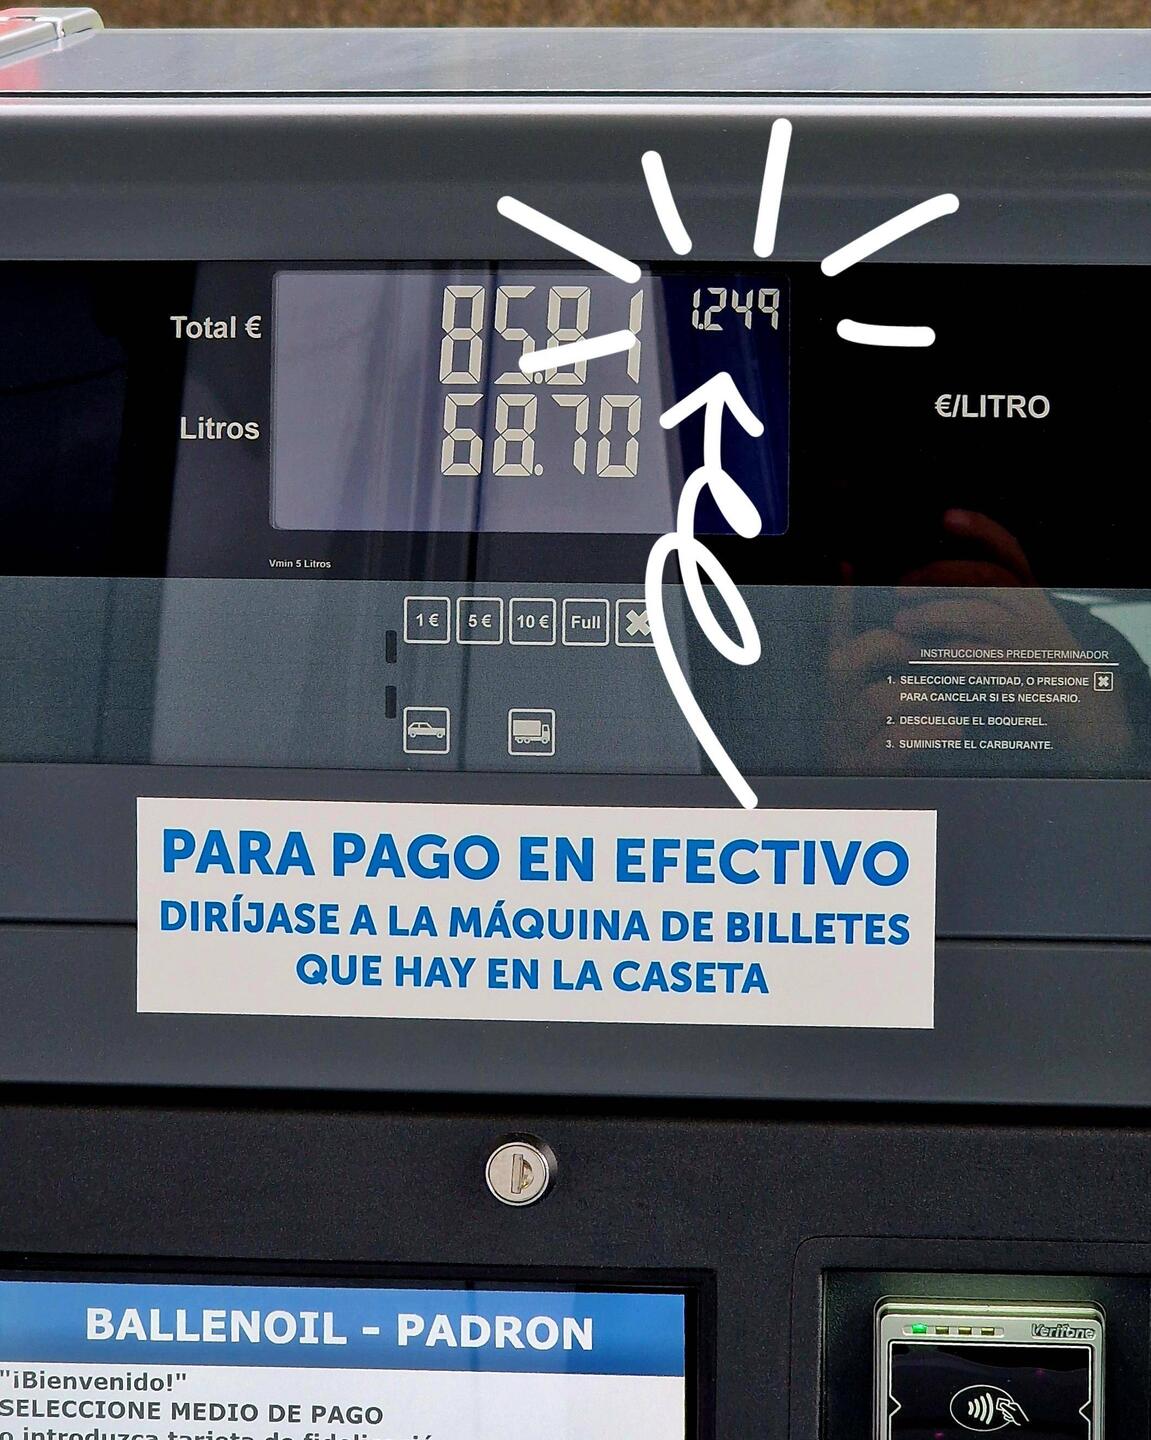 Total € 85.81 1.249
€/LITRO
Litros 68.70
Vmin 5 Litros
1 € 5 € 10 € Full
INSTRUCCIONES PREDETERMINADOR
1. SELECCIONE CANTIDAD, O PRESIONE
PARA CANCELAR SI ES NECESARIO.
2. DESCUELGUE EL BOQUEREL.
3. SUMINISTRE EL CARBURANTE.
PARA PAGO EN EFECTIVO
DIRÍJASE A LA MÁQUINA DE BILLETES
QUE HAY EN LA CASETA
BALLENOIL - PADRON
"¡Bienvenido!"
SELECCIONE MEDIO DE PAGO
o introduzca tarjeta de
Verifone